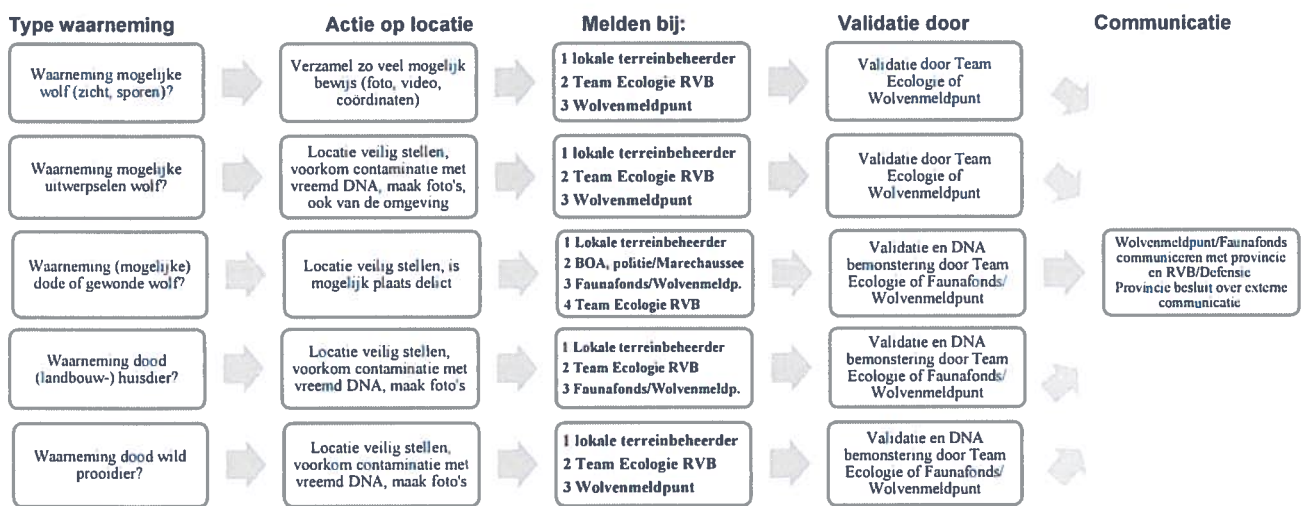 Type waarneming
Actie op locatie
Melden bij:
Validatie door
Communicatie
Waarneming mogelijke
wolf (zicht, sporen)?
Verzamel zo veel mogelijk
bewijs (foto, video,
coördinaten)
1 lokale terreinbeheerder
2 Team Ecologie RVB
3 Wolvenmeldpunt
Validatie door Team
Ecologie of
Wolvenmeldpunt
Waarneming mogelijke
uitwerpselen wolf?
Locatie veilig stellen,
voorkom contaminatie met
vreemd DNA, maak foto's,
ook van de omgeving
1 lokale terreinbeheerder
2 Team Ecologie RVB
3 Wolvenmeldpunt
Validatie door Team
Ecologie of
Wolvenmeldpunt
Waarneming (mogelijke)
dode of gewonde wolf?
Locatie veilig stellen, is
mogelijk plaats delict
1 Lokale terreinbeheerder
2 BOA, politie/Marechaussee
3 Faunafonds/Wolvenmeldp.
4 Team Ecologie RVB
Validatie en DNA
bemonstering door Team
Ecologie of Faunafonds/
Wolvenmeldpunt
Wolvenmeldpunt/Faunafonds
communiceren met provincie
en RVB/Defensie
Provincie besluit over externe
communicatie
Waarneming dood
(landbouw-) huisdier?
Locatie veilig stellen,
voorkom contaminatie met
vreemd DNA, maak foto's
1 Lokale terreinbeheerder
2 Team Ecologie RVB
3 Faunafonds/Wolvenmeldp.
Validatie en DNA
bemonstering door Team
Ecologie of Faunafonds/
Wolvenmeldpunt
Waarneming dood wild
prooidier?
Locatie veilig stellen,
voorkom contaminatie met
vreemd DNA, maak foto's
1 lokale terreinbeheerder
2 Team Ecologie RVB
3 Wolvenmeldpunt
Validatie en DNA
bemonstering door Team
Ecologie of Faunafonds/
Wolvenmeldpunt